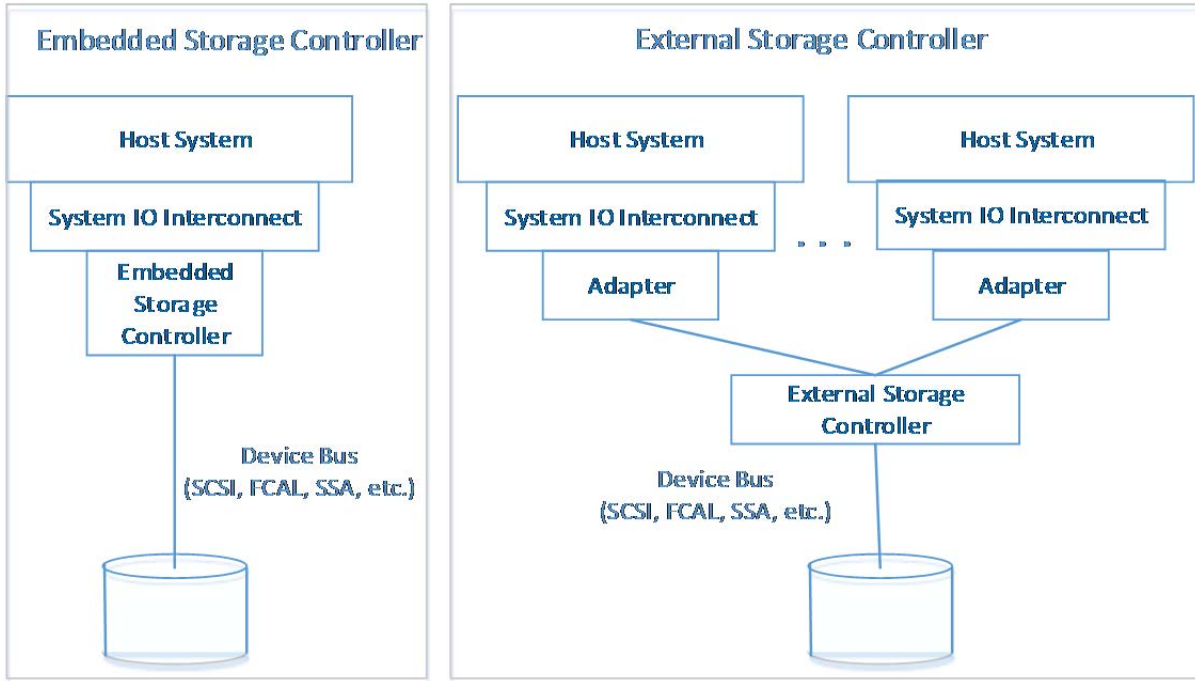 Embedded Storage Controller
Host System
System IO Interconnect
Embedded
Storage
Controller
Device Bus
(SCSI, FCAL, SSA, etc.)
External Storage Controller
Host System
System IO Interconnect
Adapter
. . .
Host System
System IO Interconnect
Adapter
External Storage
Controller
Device Bus
(SCSI, FCAL, SSA, etc.)